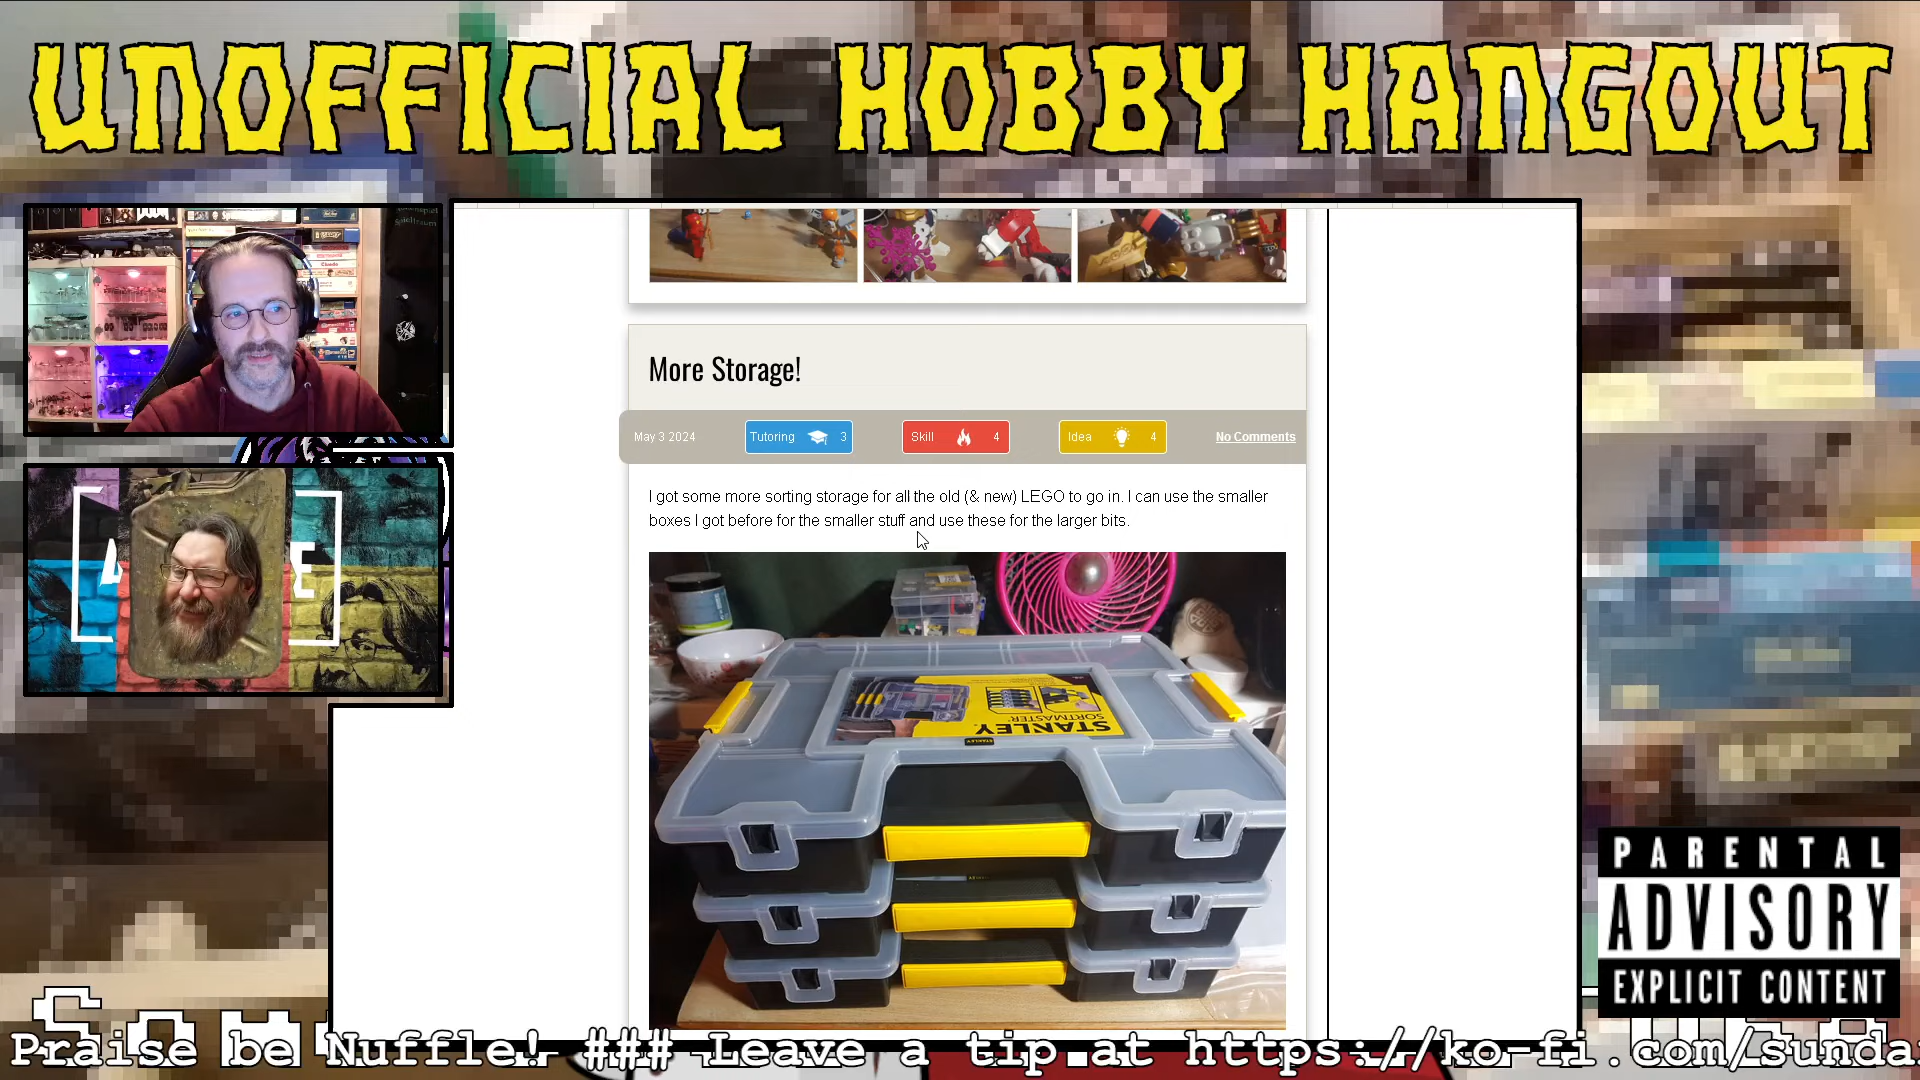 UNOFFICIAL HOBBY HANGOUT
More Storage!
May 3 2024
Tutoring 3
Skill 4
Idea 4
No Comments
I got some more sorting storage for all the old (& new) LEGO to go in. I can use the smaller
boxes I got before for the smaller stuff and use these for the larger bits.
STANLEY
SORTMASTER
PARENTAL
ADVISORY
EXPLICIT CONTENT
Praise be Nuffle! ### Leave a tip at https://ko-fi.com/sunda